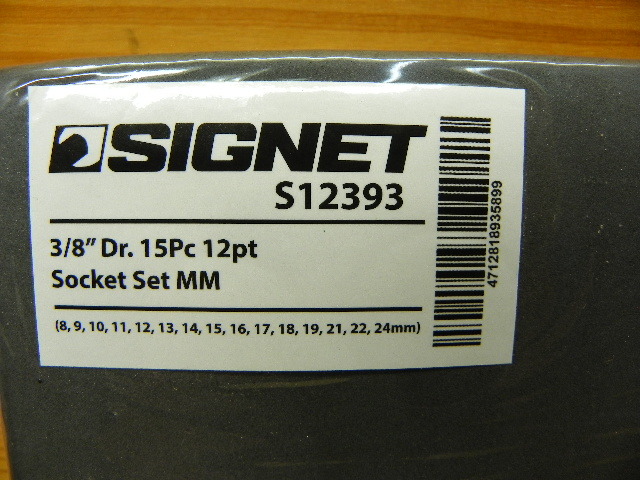 SIGNET
S12393
3/8” Dr. 15Pc 12pt
Socket Set MM
(8, 9, 10, 11, 12, 13, 14, 15, 16, 17, 18, 19, 21, 22, 24mm)
4712818935899